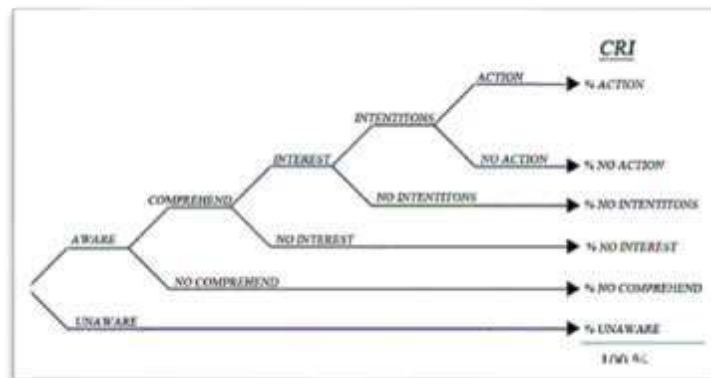 CRI
ACTION
% ACTION
INTENTITONS
INTEREST
NO ACTION
% NO ACTION
COMPREHEND
NO INTENTITONS
% NO INTENTITONS
AWARE
NO INTEREST
% NO INTEREST
NO COMPREHEND
% NO COMPREHEND
UNAWARE
% UNAWARE
100 %